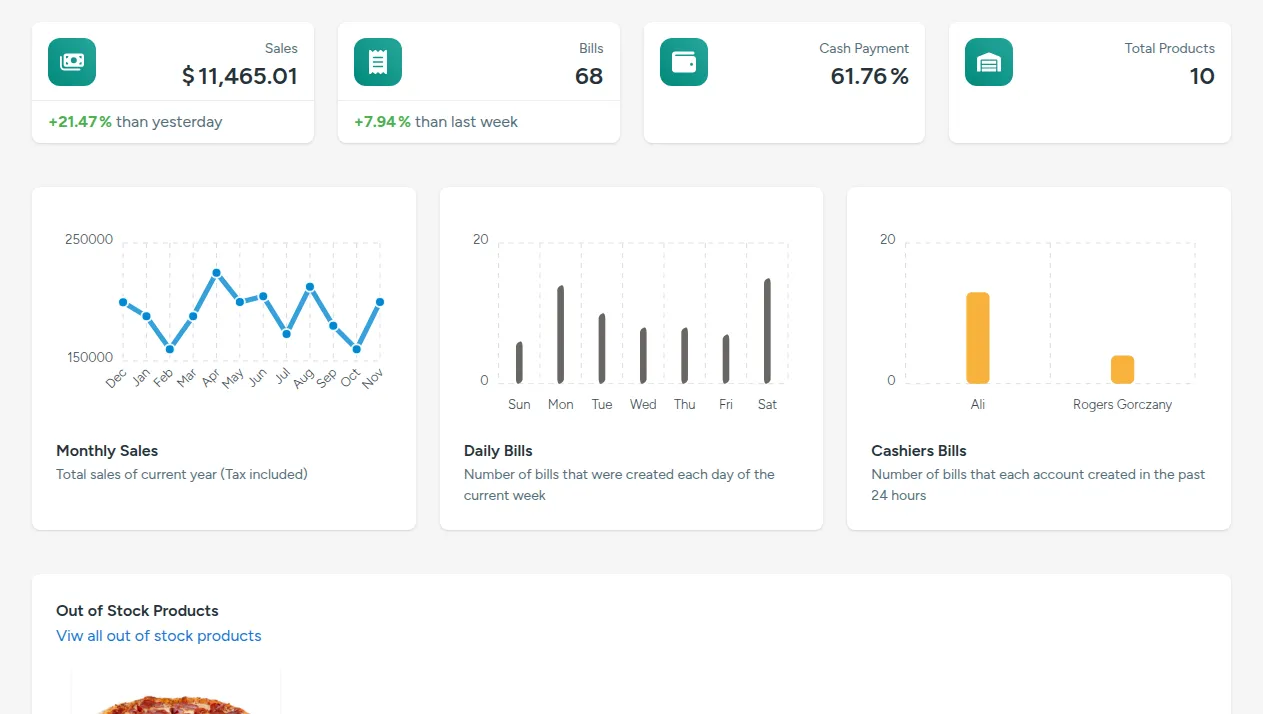 Sales
$ 11,465.01
+21.47 % than yesterday
Bills
68
+7.94 % than last week
Cash Payment
61.76 %
Total Products
10
250000
150000
Dec Jan Feb Mar Apr May Jun Jul Aug Sep Oct Nov
Monthly Sales
Total sales of current year (Tax included)
20
0
Sun Mon Tue Wed Thu Fri Sat
Daily Bills
Number of bills that were created each day of the
current week
20
0
Ali Rogers Gorczany
Cashiers Bills
Number of bills that each account created in the past
24 hours
Out of Stock Products
Viw all out of stock products